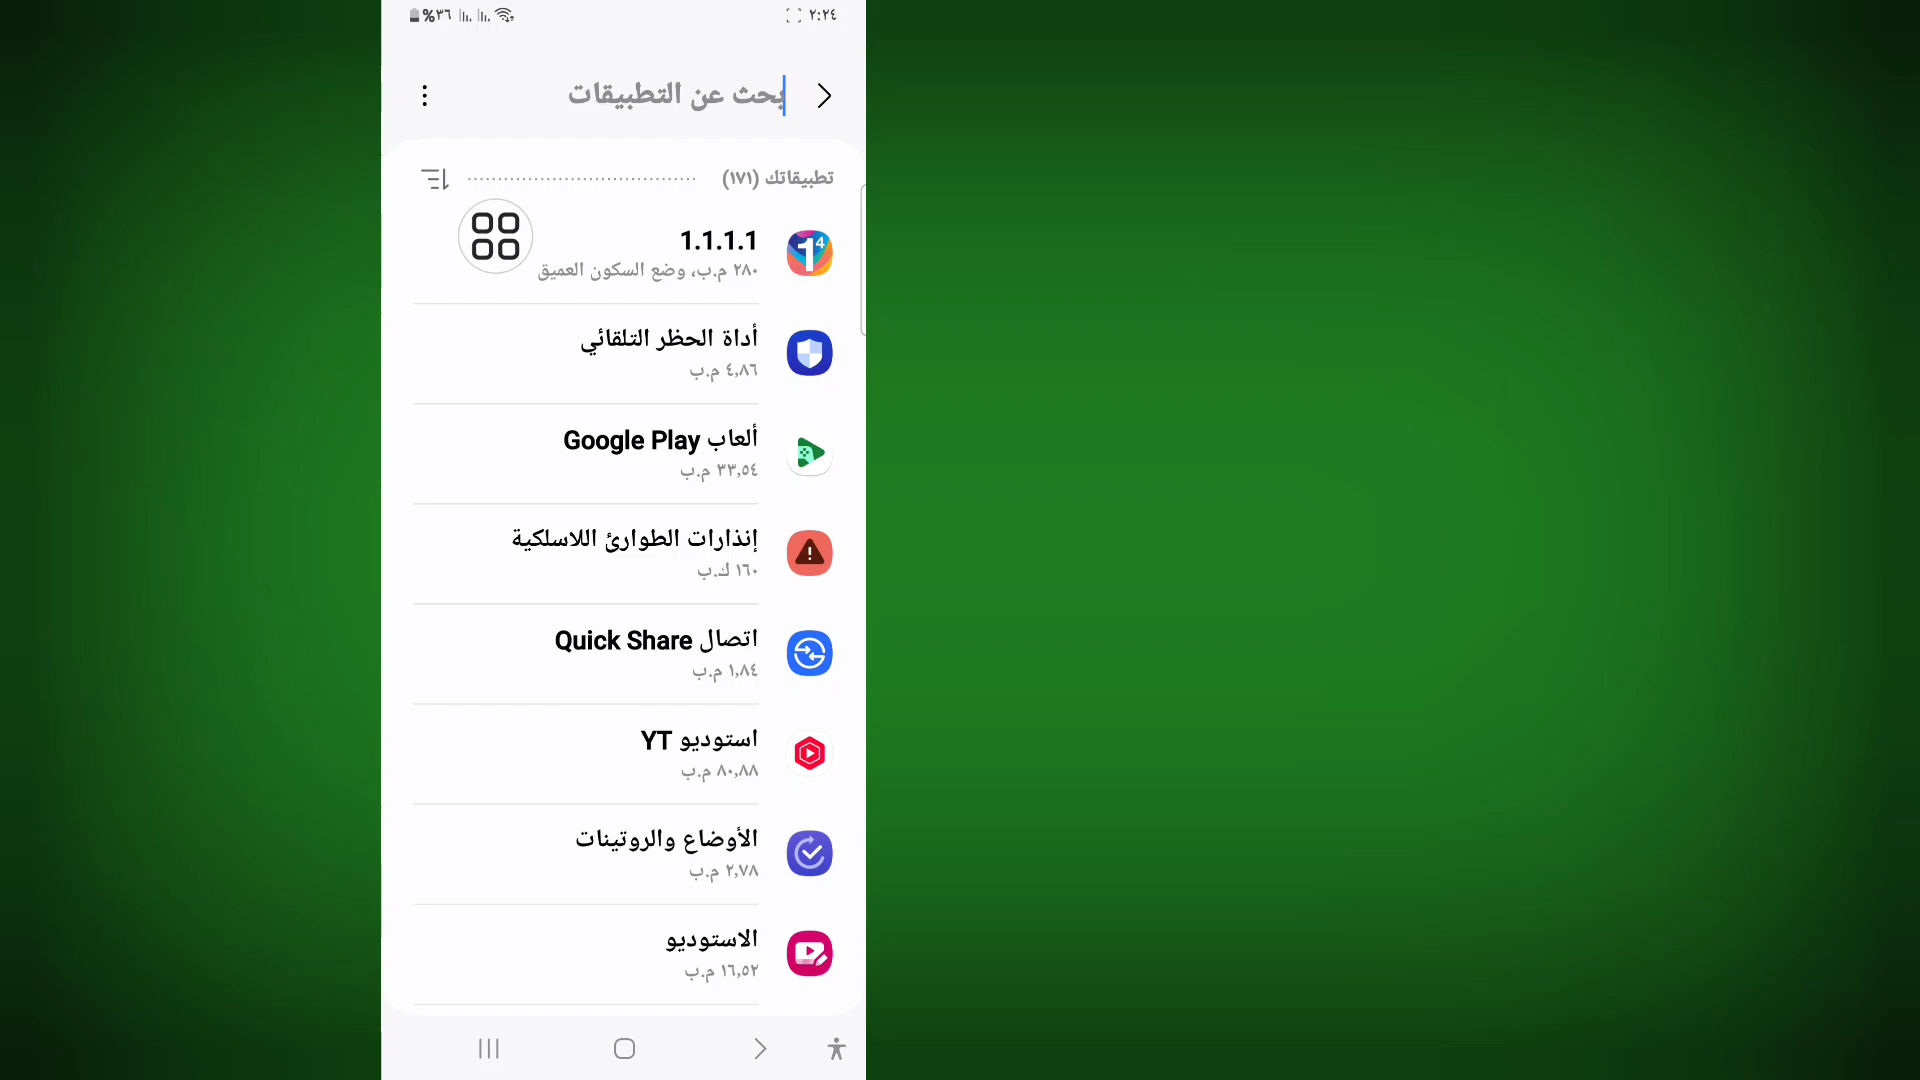 ٢:٢٤
%٣٦
بحث عن التطبيقات
تطبيقاتك (١٧١)
1.1.1.1
٢٨٠ م.ب، وضع السكون العميق
أداة الحظر التلقائي
٤,٨٦ م.ب
ألعاب Google Play
٣٣,٥٤ م.ب
إنذارات الطوارئ اللاسلكية
١٦٠ ك.ب
اتصال Quick Share
١,٨٤ م.ب
استوديو YT
٨٠,٨٨ م.ب
الأوضاع والروتينات
٢,٧٨ م.ب
الاستوديو
١٦,٥٢ م.ب